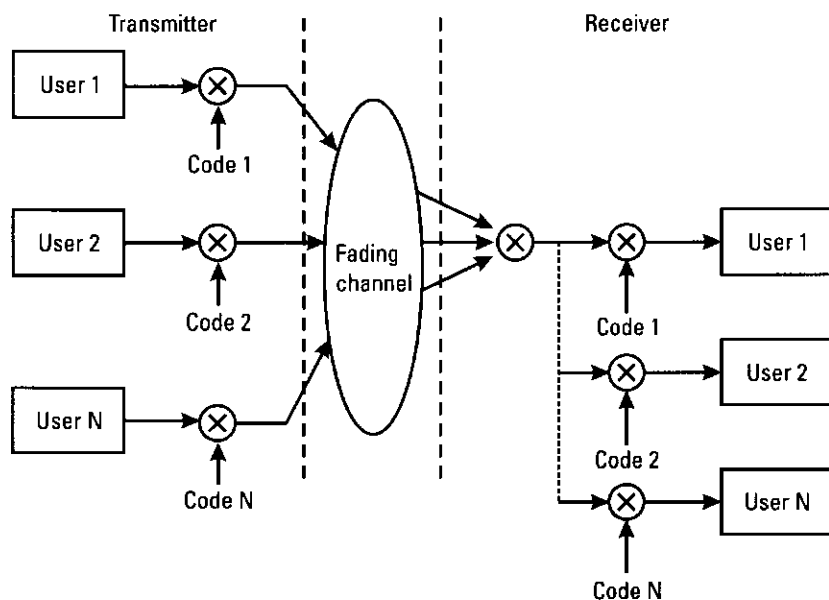 Transmitter
Receiver
User 1
Code 1
User 2
Code 2
User N
Code N
Fading
channel
User 1
Code 1
User 2
Code 2
User N
Code N